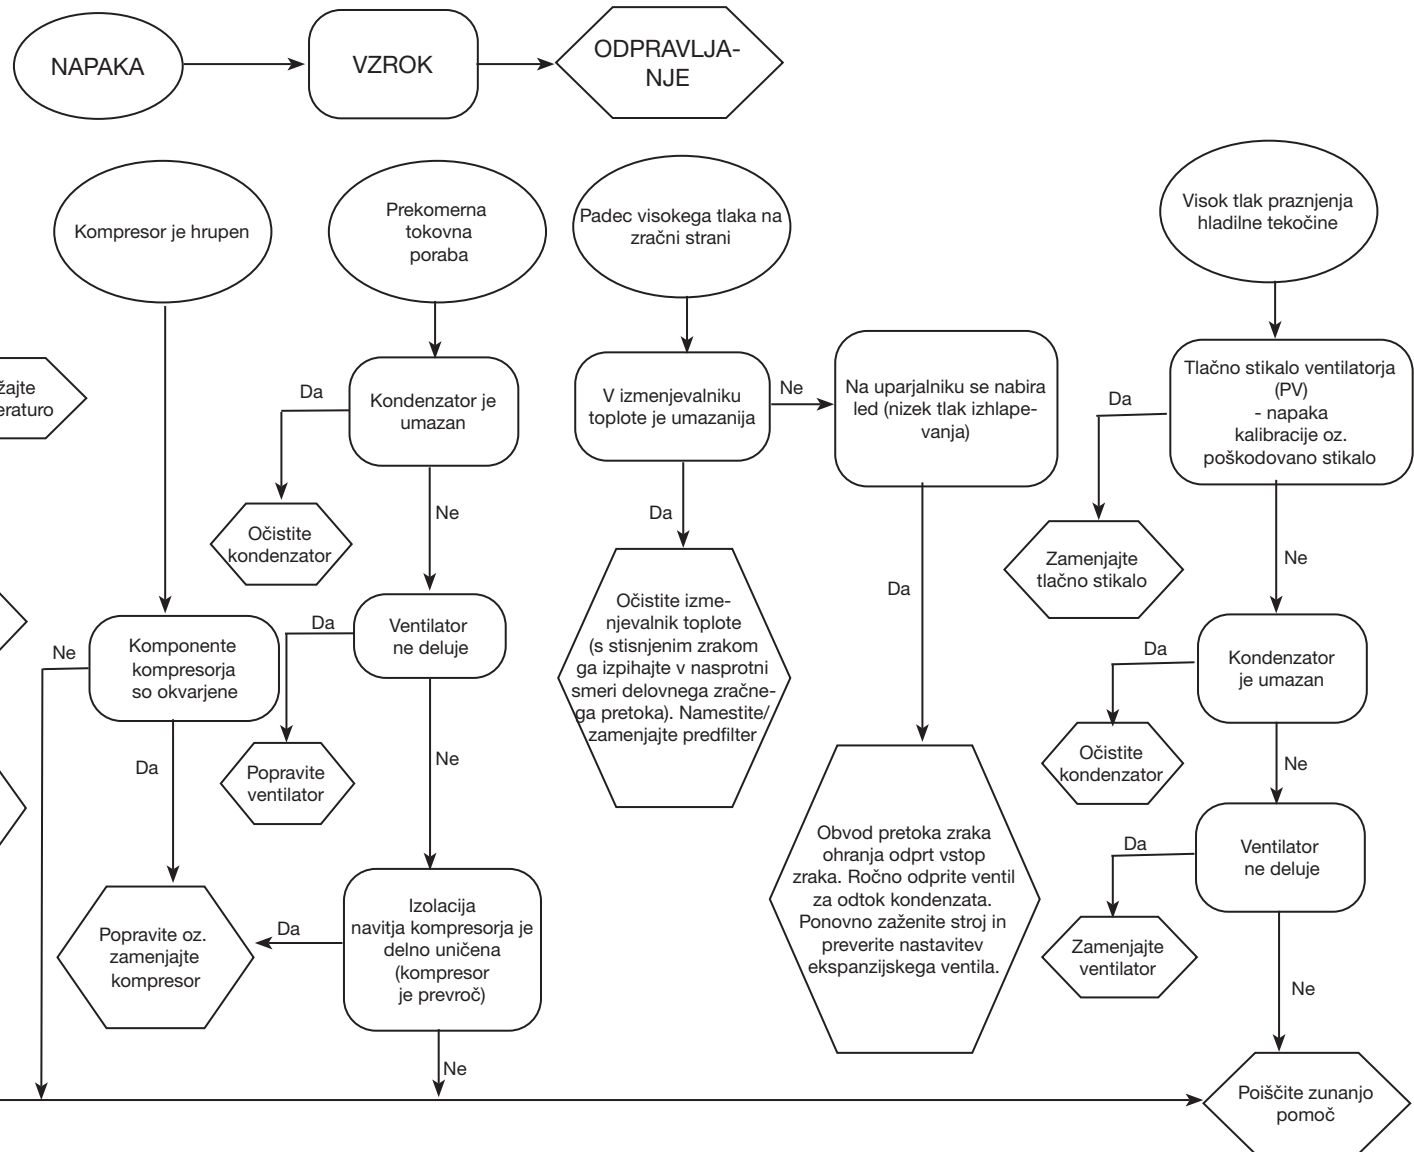 NAPAKA
VZROK
ODPRAVLJA-
NJE
Kompresor je hrupen
Ne
Komponente
kompresorja
so okvarjene
Da
Popravite oz.
zamenjajte
kompresor
Prekomerna
tokovna
poraba
Da
Kondenzator je
umazan
Očistite
kondenzator
Ne
Da
Ventilator
ne deluje
Popravite
ventilator
Ne
Izolacija
navitja kompresorja je
delno uničena
(kompresor
je prevroč)
Da
Ne
Padec visokega tlaka na
zračni strani
V izmenjevalniku
toplote je umazanija
Ne
Da
Očistite izme-
njevalnik toplote
(s stisnjenim zrakom
ga izpihajte v nasprotni
smeri delovnega zračne-
ga pretoka). Namestite/
zamenjajte predfilter
Na uparjalniku se nabira
led (nizek tlak izhlape-
vanja)
Da
Obvod pretoka zraka
ohranja odprt vstop
zraka. Ročno odprite ventil
za odtok kondenzata.
Ponovno zaženite stroj in
preverite nastavitev
ekspanzijskega ventila.
Visok tlak praznjenja
hladilne tekočine
Tlačno stikalo ventilatorja
(PV)
- napaka
kalibracije oz.
poškodovano stikalo
Da
Zamenjajte
tlačno stikalo
Ne
Kondenzator
je umazan
Da
Očistite
kondenzator
Ne
Ventilator
ne deluje
Da
Zamenjajte
ventilator
Ne
Poiščite zunanjo
pomoč